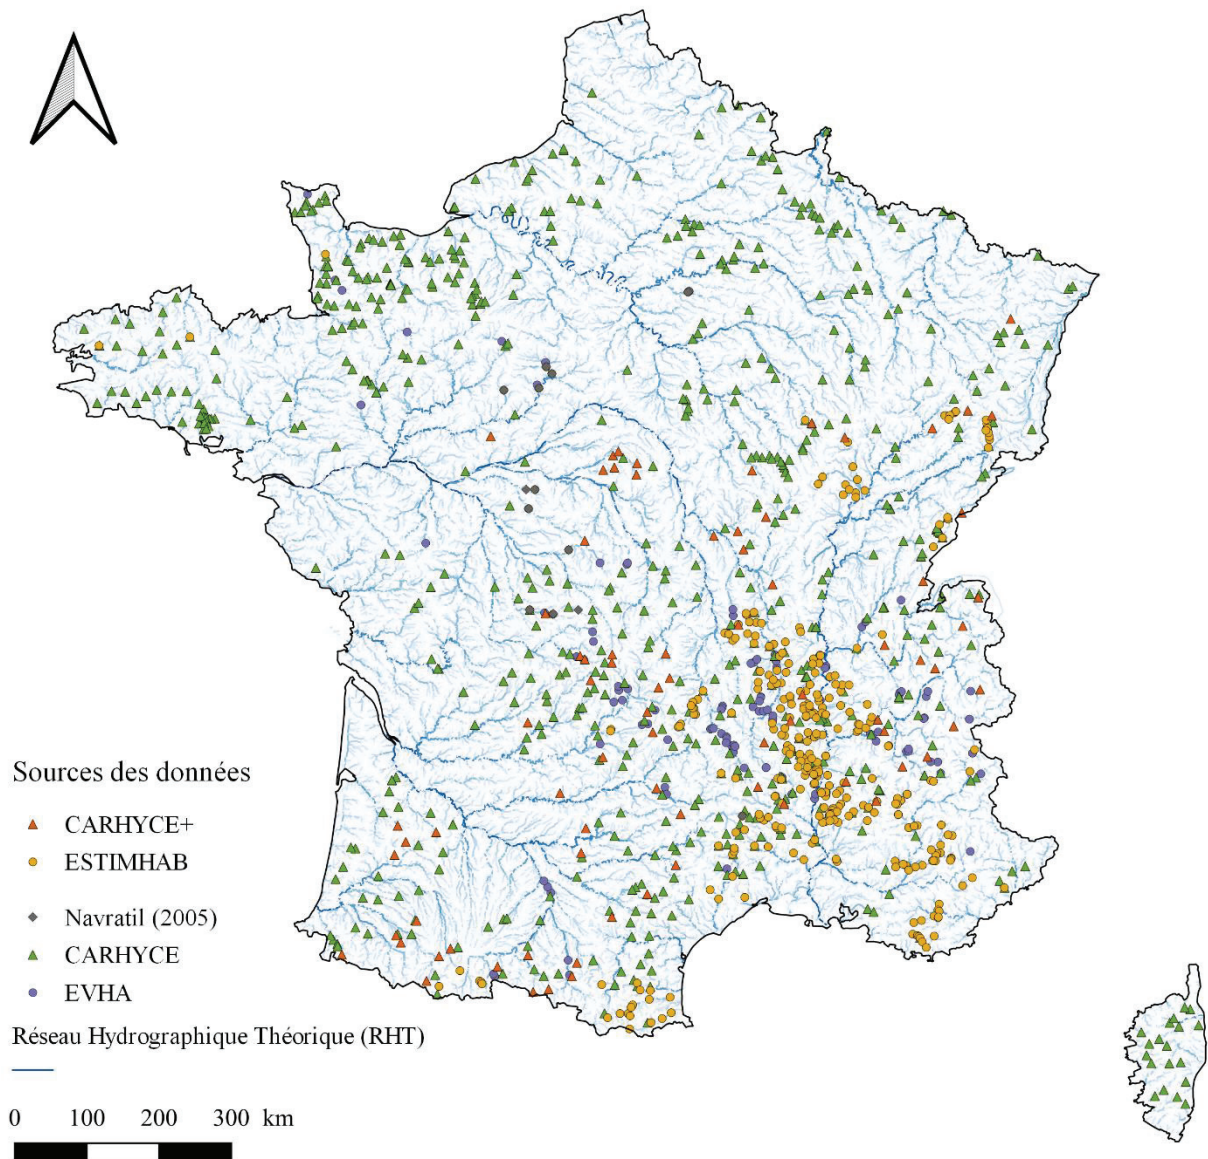 Sources des données
CARHYCE+
ESTIMHAB
Navratil (2005)
CARHYCE
EVHA
Réseau Hydrographique Théorique (RHT)
0 100 200 300 km